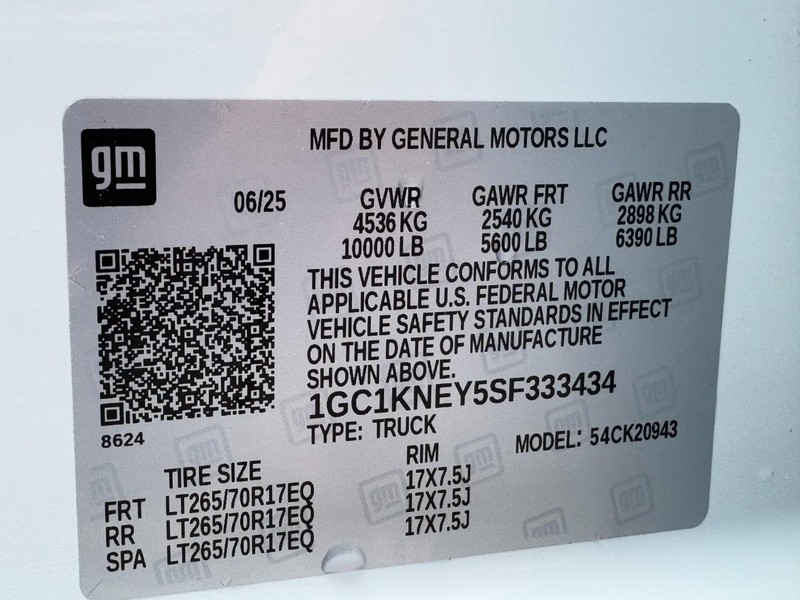 gm
MFD BY GENERAL MOTORS LLC
06/25 GVWR GAWR FRT GAWR RR
4536 KG 2540 KG 2898 KG
10000 LB 5600 LB 6390 LB
THIS VEHICLE CONFORMS TO ALL
APPLICABLE U.S. FEDERAL MOTOR
VEHICLE SAFETY STANDARDS IN EFFECT
ON THE DATE OF MANUFACTURE
SHOWN ABOVE.
1GC1KNEY5SF333434
8624
TYPE: TRUCK MODEL: 54CK20943
TIRE SIZE RIM
FRT LT265/70R17EQ 17X7.5J
RR LT265/70R17EQ 17X7.5J
SPA LT265/70R17EQ 17X7.5J